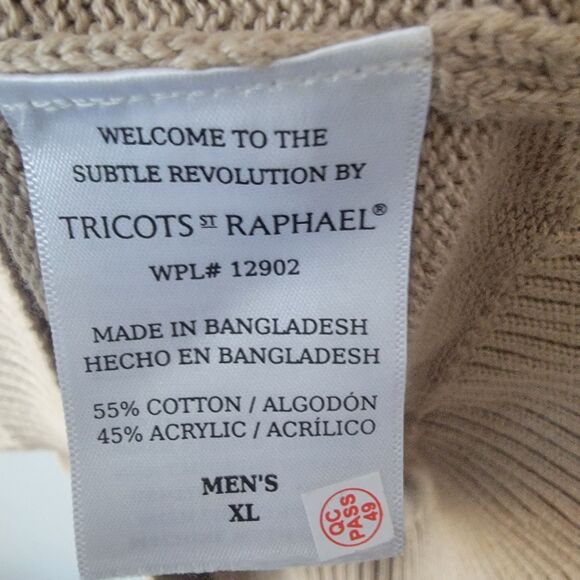 WELCOME TO THE
SUBTLE REVOLUTION BY
TRICOTS ST RAPHAEL®
WPL# 12902
MADE IN BANGLADESH
HECHO EN BANGLADESH
55% COTTON / ALGODÓN
45% ACRYLIC / ACRÍLICO
MEN'S
XL
QC
PASS
49